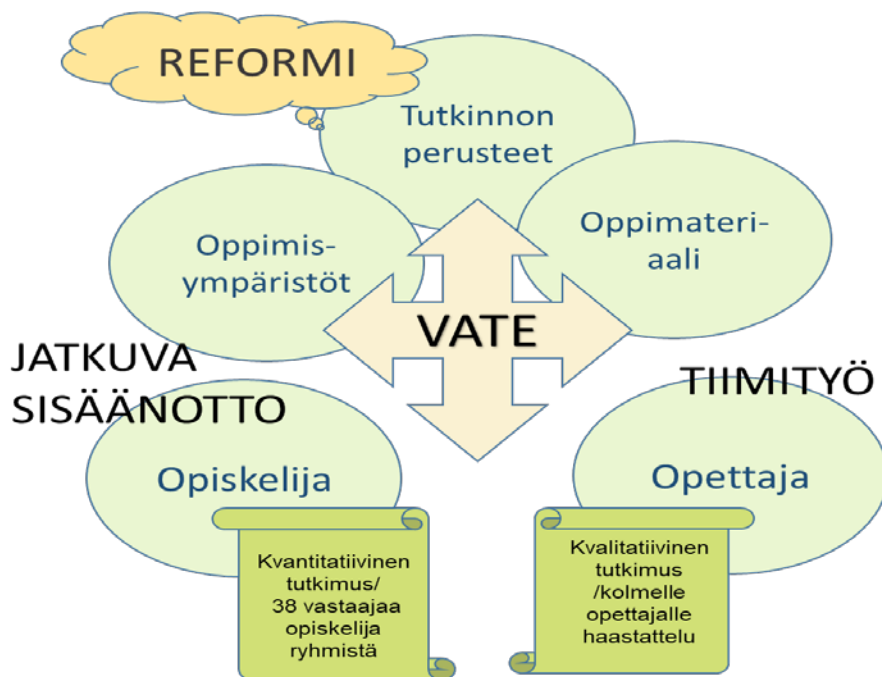 REFORMI
Tutkinnon
perusteet
Oppimis-
ympäristöt
Oppimateri-
aali
VATE
JATKUVA
SISÄÄNOTTO
TIIMITYÖ
Opiskelija
Opettaja
Kvantitatiivinen
tutkimus/
38 vastaajaa
opiskelija
ryhmistä
Kvalitatiivinen
tutkimus
/kolmelle
opettajalle
haastattelu